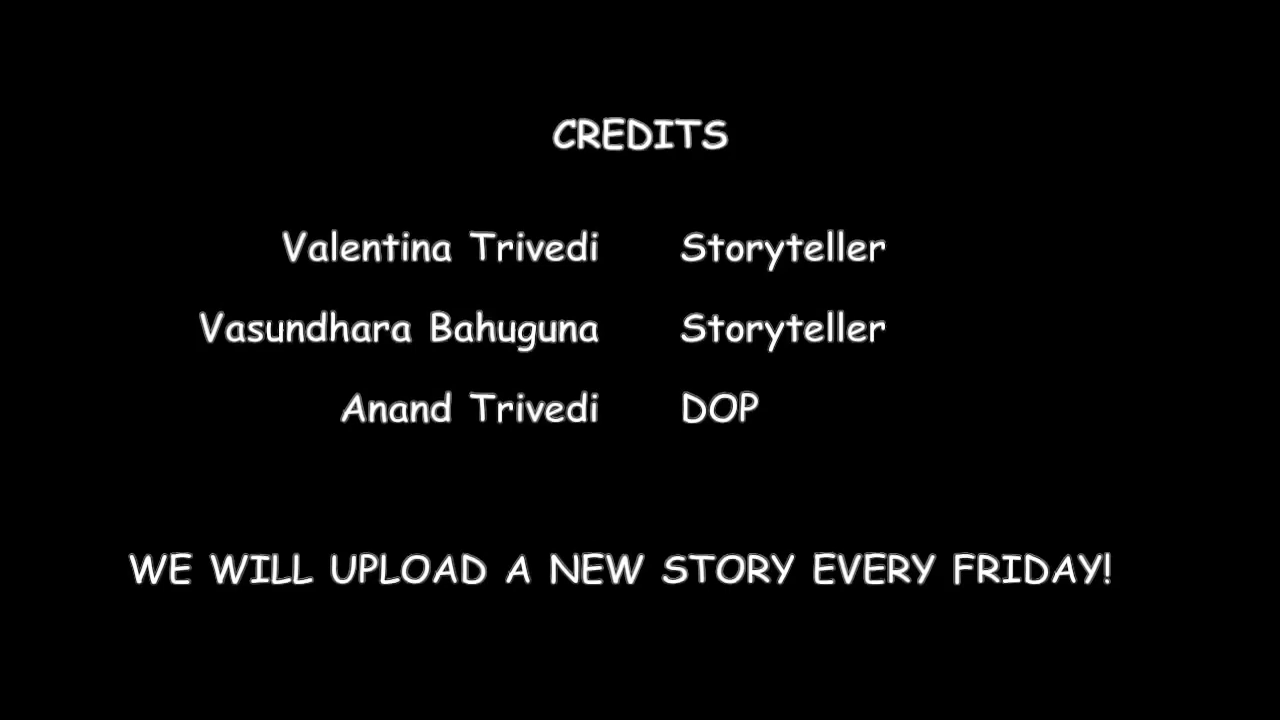 CREDITS
Valentina Trivedi Storyteller
Vasundhara Bahuguna Storyteller
Anand Trivedi DOP
WE WILL UPLOAD A NEW STORY EVERY FRIDAY!